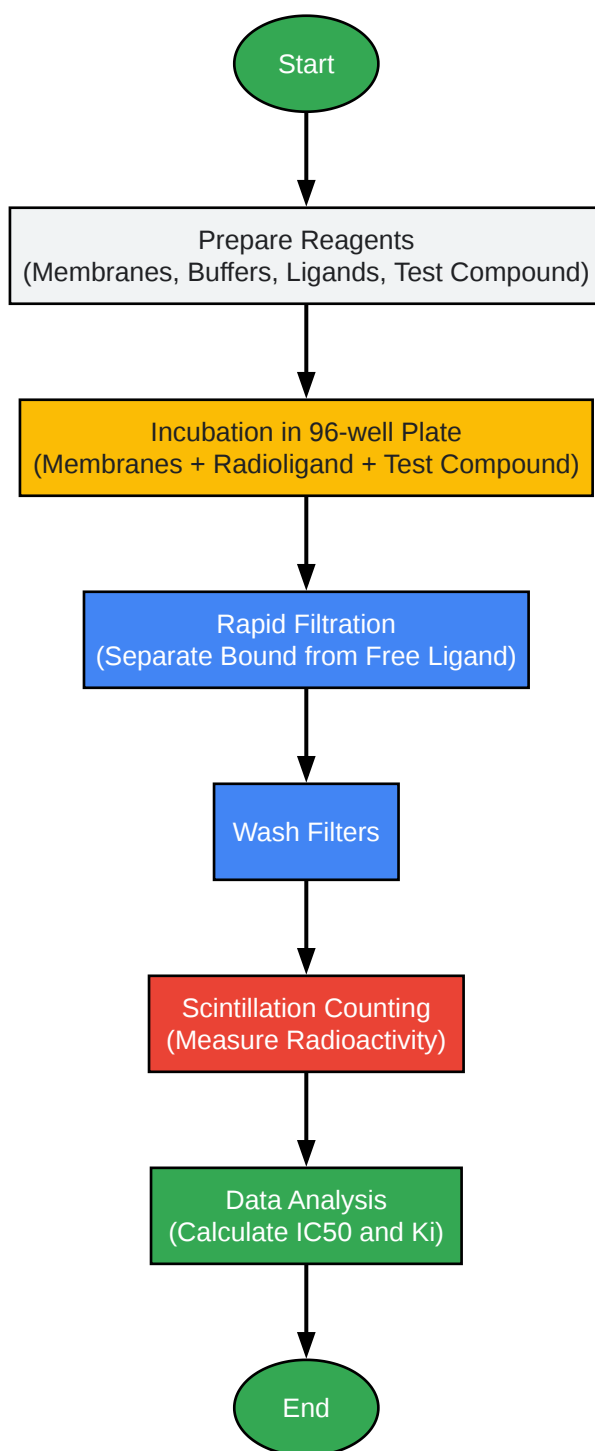 Start
Prepare Reagents
(Membranes, Buffers, Ligands, Test Compound)
Incubation in 96-well Plate
(Membranes + Radioligand + Test Compound)
Rapid Filtration
(Separate Bound from Free Ligand)
Wash Filters
Scintillation Counting
(Measure Radioactivity)
Data Analysis
(Calculate IC50 and Ki)
End